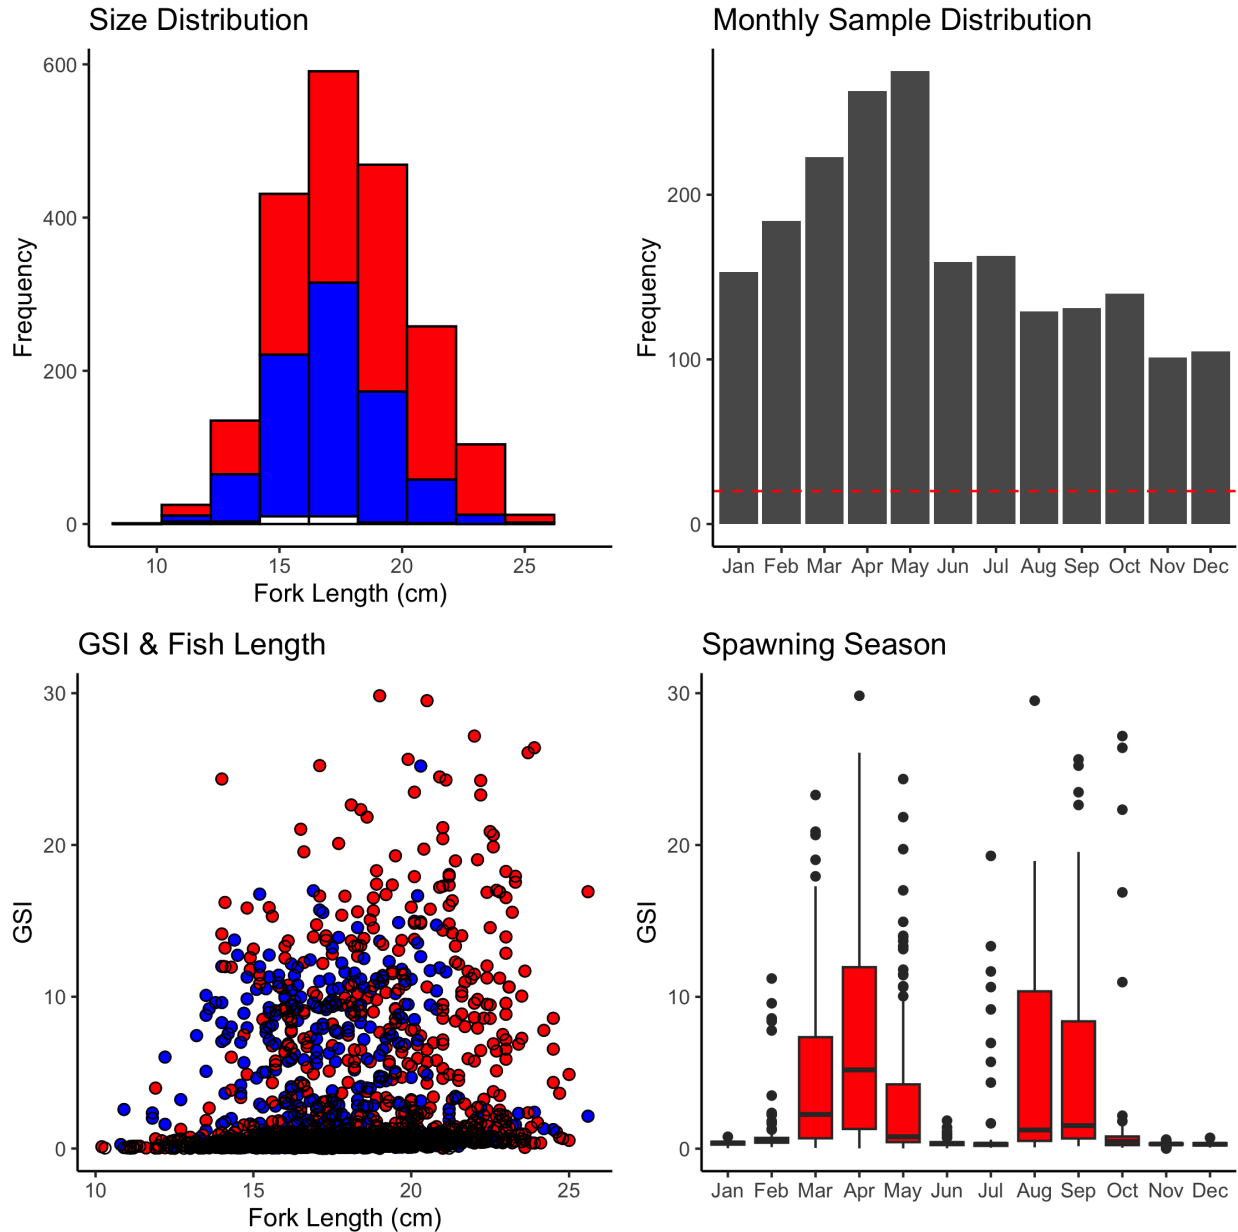 Size Distribution
Frequency
600
400
200
0
10 15 20 25
Fork Length (cm)
Monthly Sample Distribution
Frequency
200
100
0
Jan Feb Mar Apr May Jun Jul Aug Sep Oct Nov Dec
GSI & Fish Length
GSI
30
20
10
0
10 15 20 25
Fork Length (cm)
Spawning Season
GSI
30
20
10
0
Jan Feb Mar Apr May Jun Jul Aug Sep Oct Nov Dec